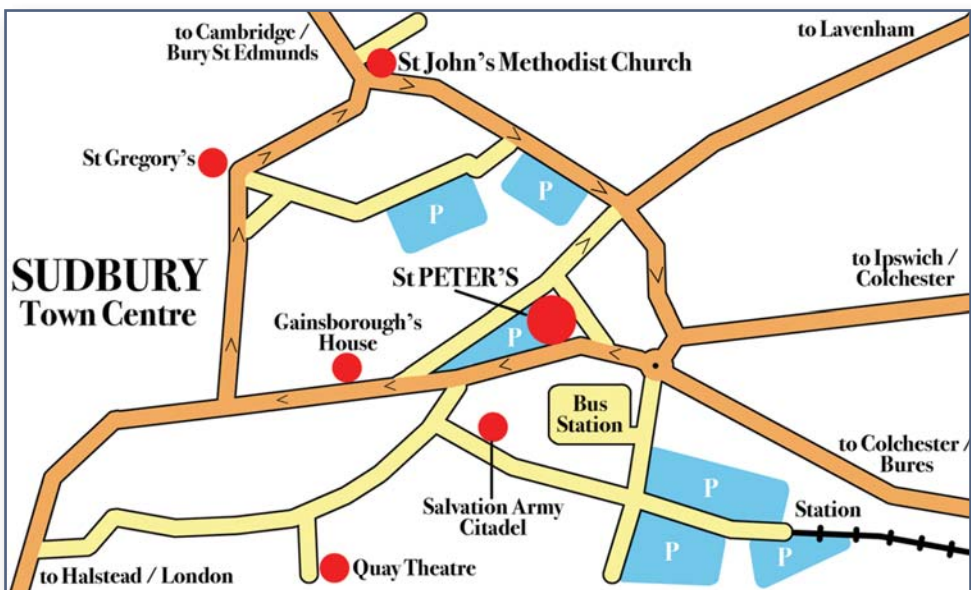 to Cambridge /
Bury St Edmunds
to Lavenham
St John's Methodist Church
St Gregory's
P
P
SUDBURY
Town Centre
St PETER'S
to Ipswich /
Colchester
Gainsborough's
House
P
Bus
Station
to Colchester /
Bures
P
Salvation Army
Citadel
Station
P
P
to Halstead / London
Quay Theatre